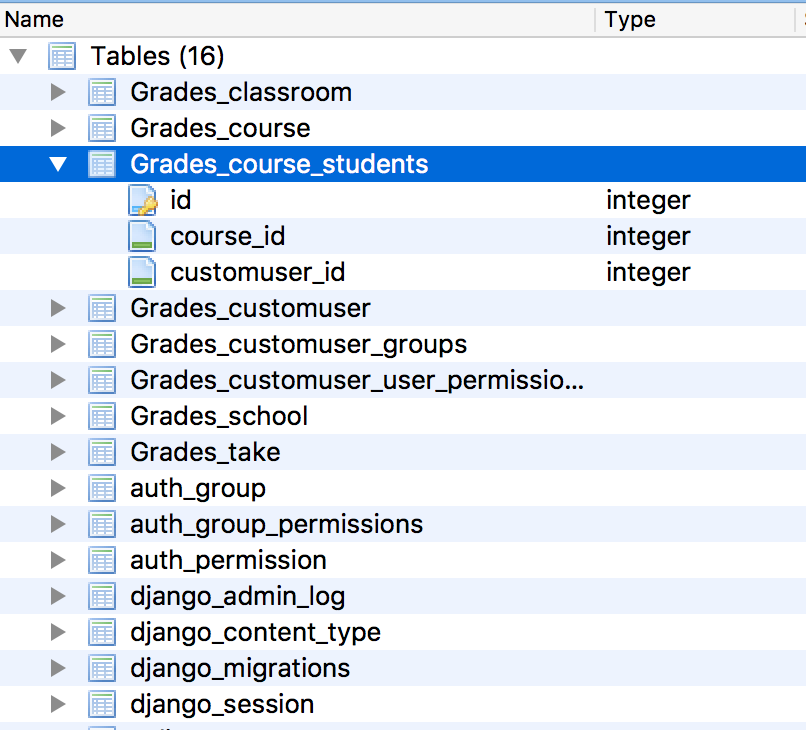 Name Type
Tables (16)
Grades_classroom
Grades_course
Grades_course_students
id integer
course_id integer
customuser_id integer
Grades_customuser
Grades_customuser_groups
Grades_customuser_user_permissio...
Grades_school
Grades_take
auth_group
auth_group_permissions
auth_permission
django_admin_log
django_content_type
django_migrations
django_session